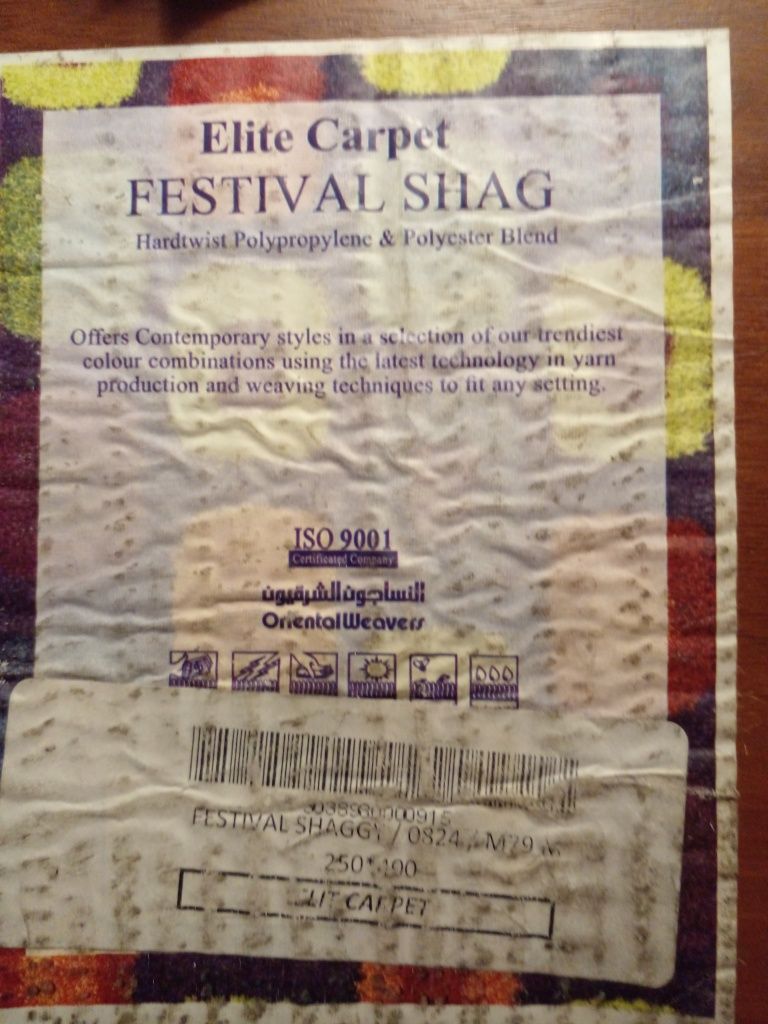 Elite Carpet
FESTIVAL SHAG
Hardtwist Polypropylene & Polyester Blend
Offers Contemporary styles in a selection of our trendiest
colour combinations using the latest technology in yarn
production and weaving techniques to fit any setting.
ISO 9001
Certificated Company
النساجون الشرقيون
Oriental Weavers
FESTIVAL SHAGGY / 0824 / M79
CARPET